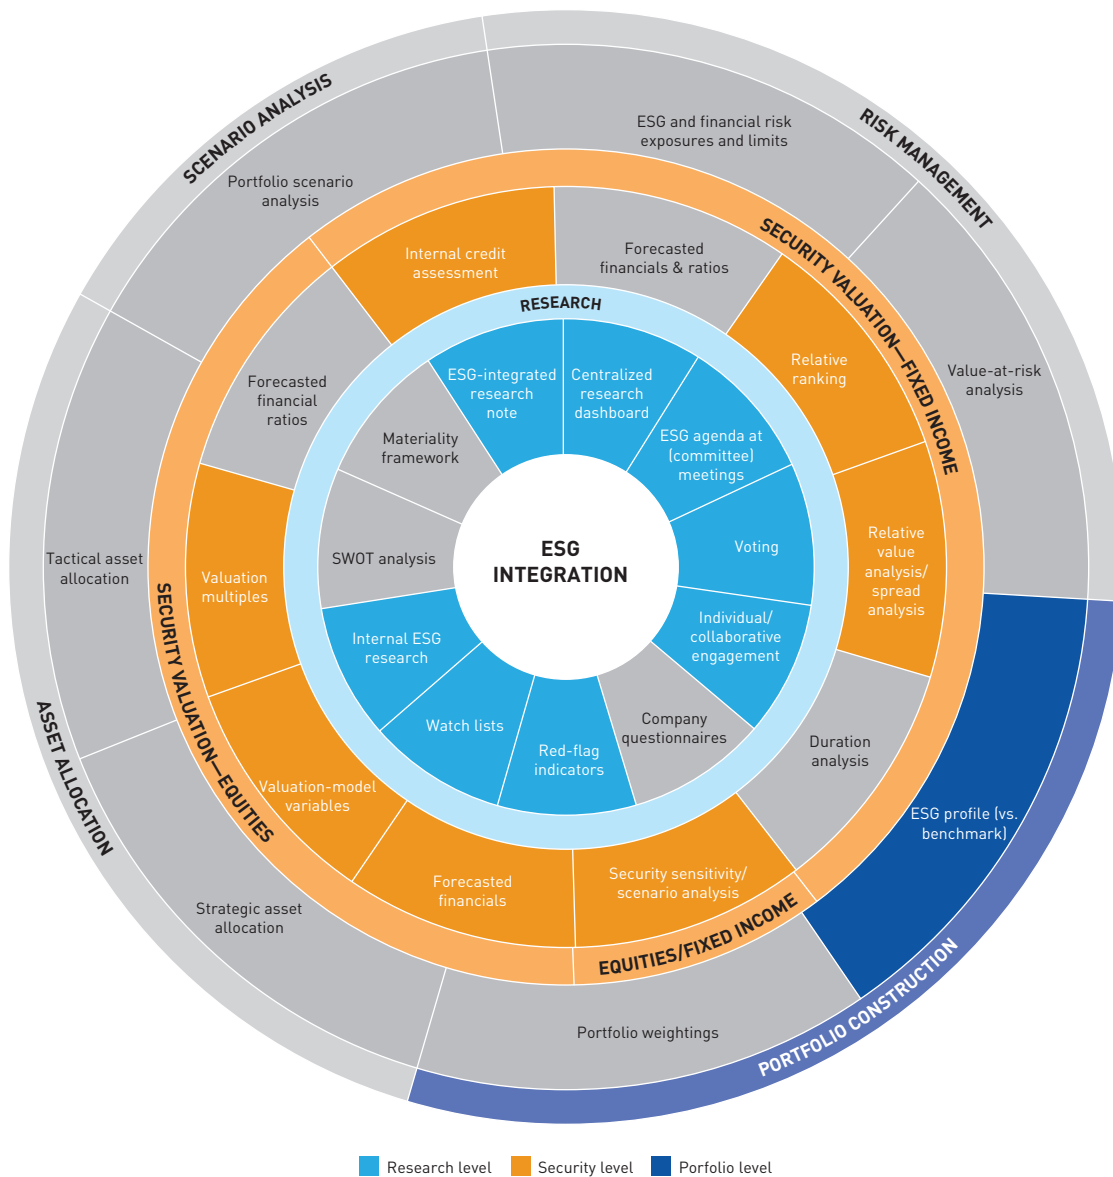 SCENARIO ANALYSIS
RISK MANAGEMENT
ESG and financial risk
exposures and limits
Portfolio scenario
analysis
Value-at-risk
analysis
SECURITY VALUATION—FIXED INCOME
Internal credit
assessment
Forecasted
financials & ratios
Relative
ranking
Relative
value
analysis/
spread
analysis
Duration
analysis
Forecasted
financial
ratios
Valuation
multiples
Valuation-model
variables
Forecasted
financials
Security sensitivity/
scenario analysis
SECURITY VALUATION—EQUITIES
EQUITIES/FIXED INCOME
RESEARCH
ESG-integrated
research
note
Centralized
research
dashboard
ESG agenda at
(committee)
meetings
Voting
Individual/
collaborative
engagement
Company
questionnaires
Red-flag
indicators
Watch lists
Internal ESG
research
SWOT analysis
Materiality
framework
ESG
INTEGRATION
Tactical asset
allocation
Strategic asset
allocation
ASSET ALLOCATION
Portfolio weightings
ESG profile (vs.
benchmark)
PORTFOLIO CONSTRUCTION
Research level
Security level
Porfolio level